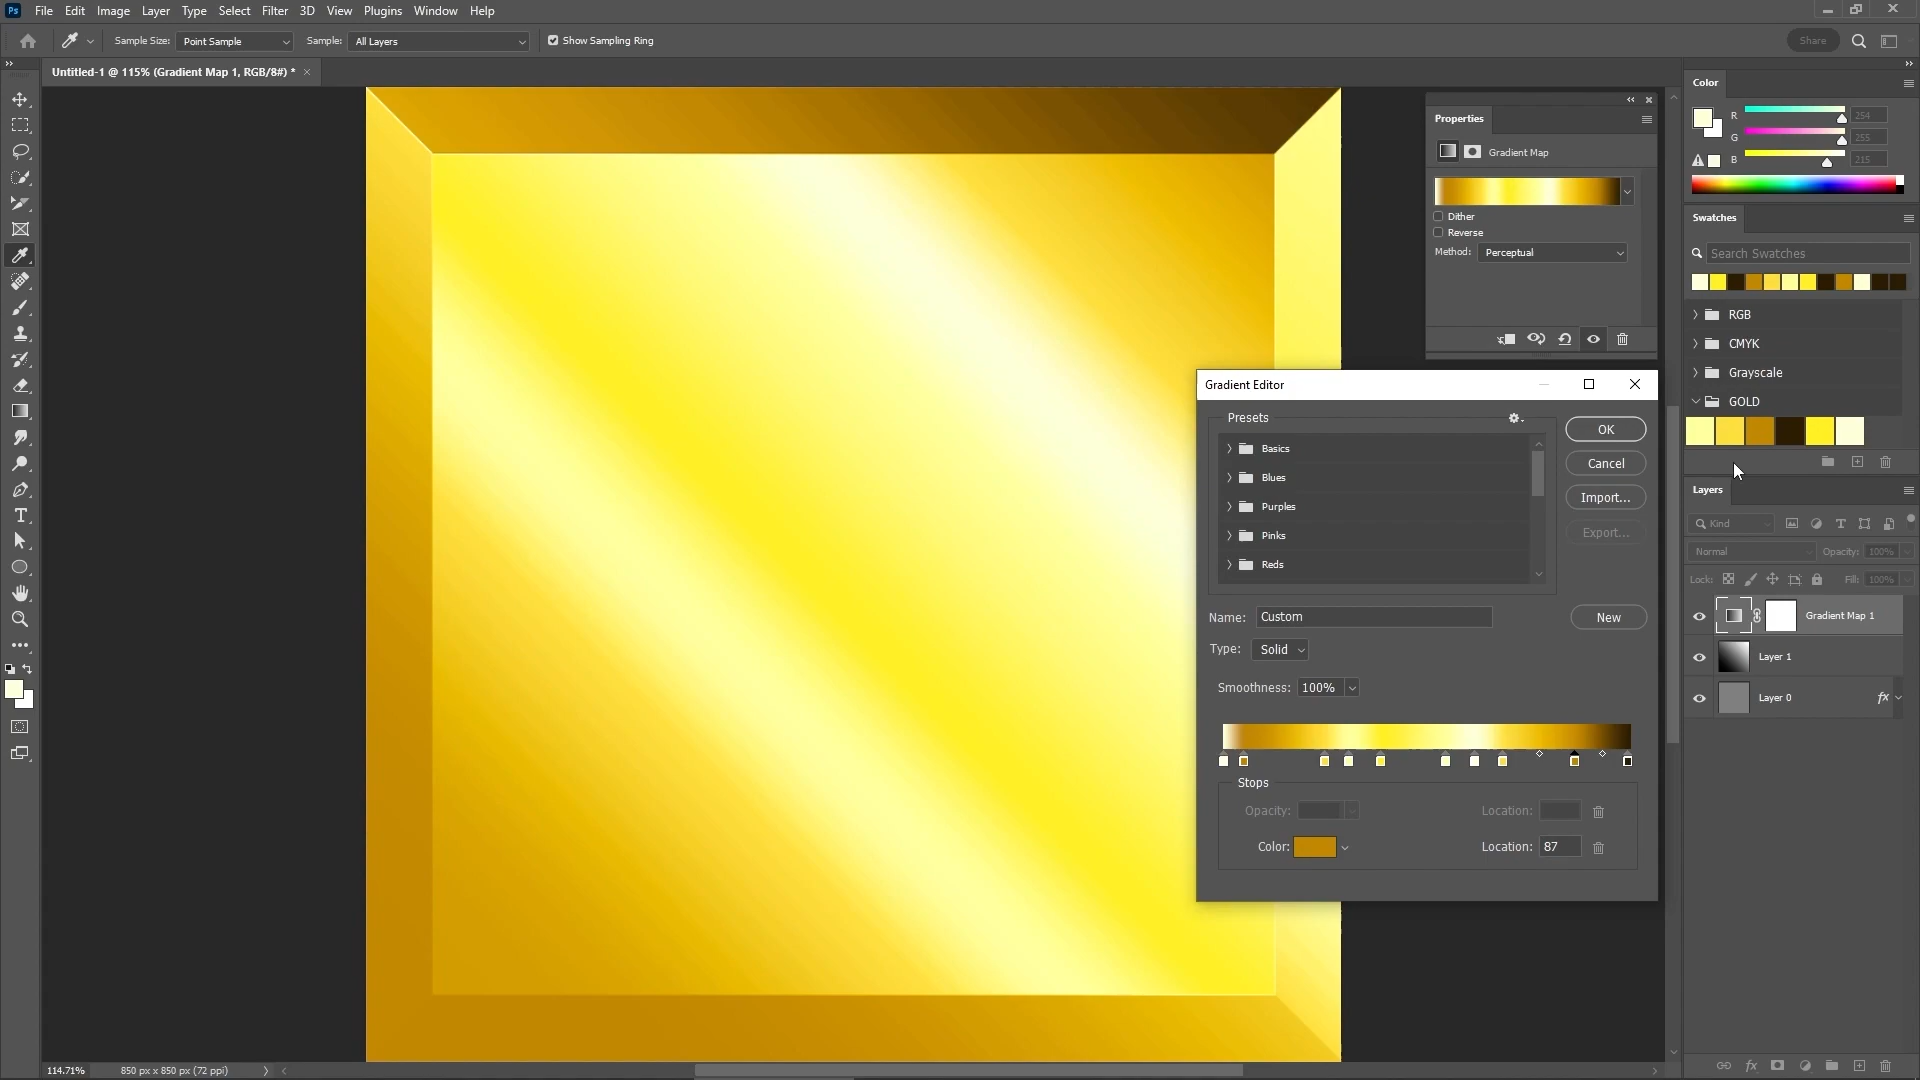 Ps File Edit Image Layer Type Select Filter 3D View Plugins Window Help
Sample Size: Point Sample Sample: All Layers Show Sampling Ring Share
Untitled-1 @ 115% (Gradient Map 1, RGB/8#) * ×
Color
R 254
G 255
B 215
Properties
Gradient Map
Dither
Reverse
Method: Perceptual
Swatches
Search Swatches
RGB
CMYK
Grayscale
GOLD
Gradient Editor
Presets
Basics
Blues
Purples
Pinks
Reds
OK
Cancel
Import...
Export...
Name: Custom New
Type: Solid
Smoothness: 100%
Stops
Opacity: Location:
Color: Location: 87
Layers
Kind
Normal Opacity: 100%
Lock: Fill: 100%
Gradient Map 1
Layer 1
Layer 0 fx
fx
114.71% 850 px x 850 px (72 ppi)